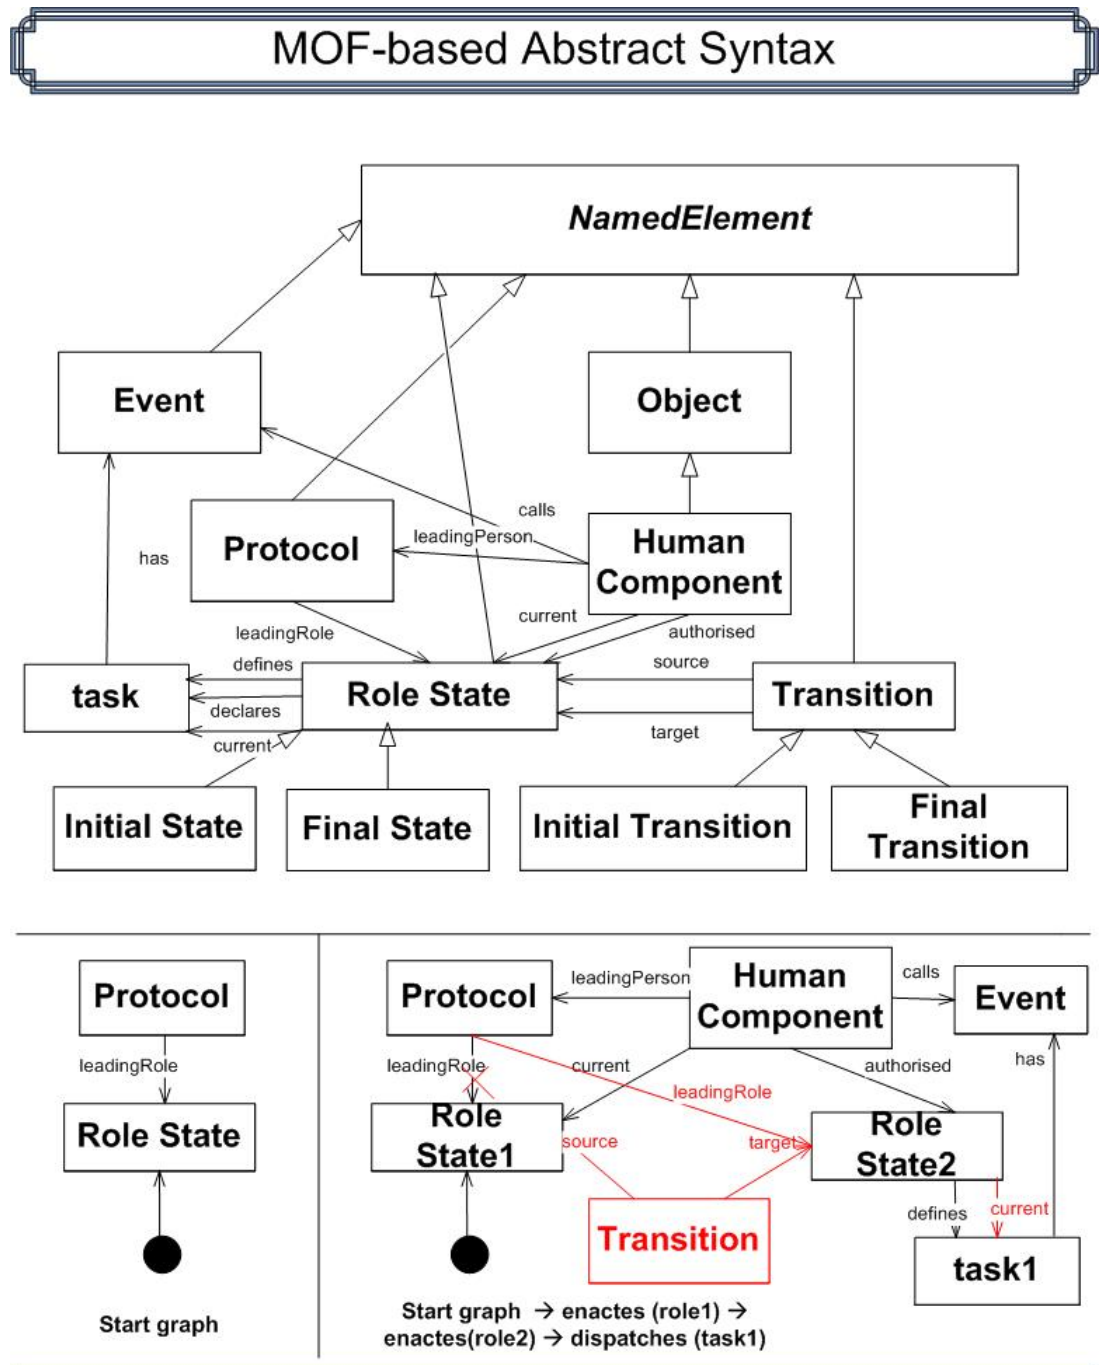 MOF-based Abstract Syntax
NamedElement
Event
Object
calls
leadingPerson
Protocol
Human
Component
has
current
authorised
leadingRole
defines
source
task
Role State
Transition
declares
target
current
Initial State
Final State
Initial Transition
Final
Transition
Protocol
leadingRole
Role State
Start graph
Protocol
leadingPerson
Human
Component
calls
Event
leadingRole
current
authorised
has
leadingRole
Role
State1
source
target
Role
State2
Transition
defines
current
task1
Start graph → enactes (role1) →
enactes(role2) → dispatches (task1)